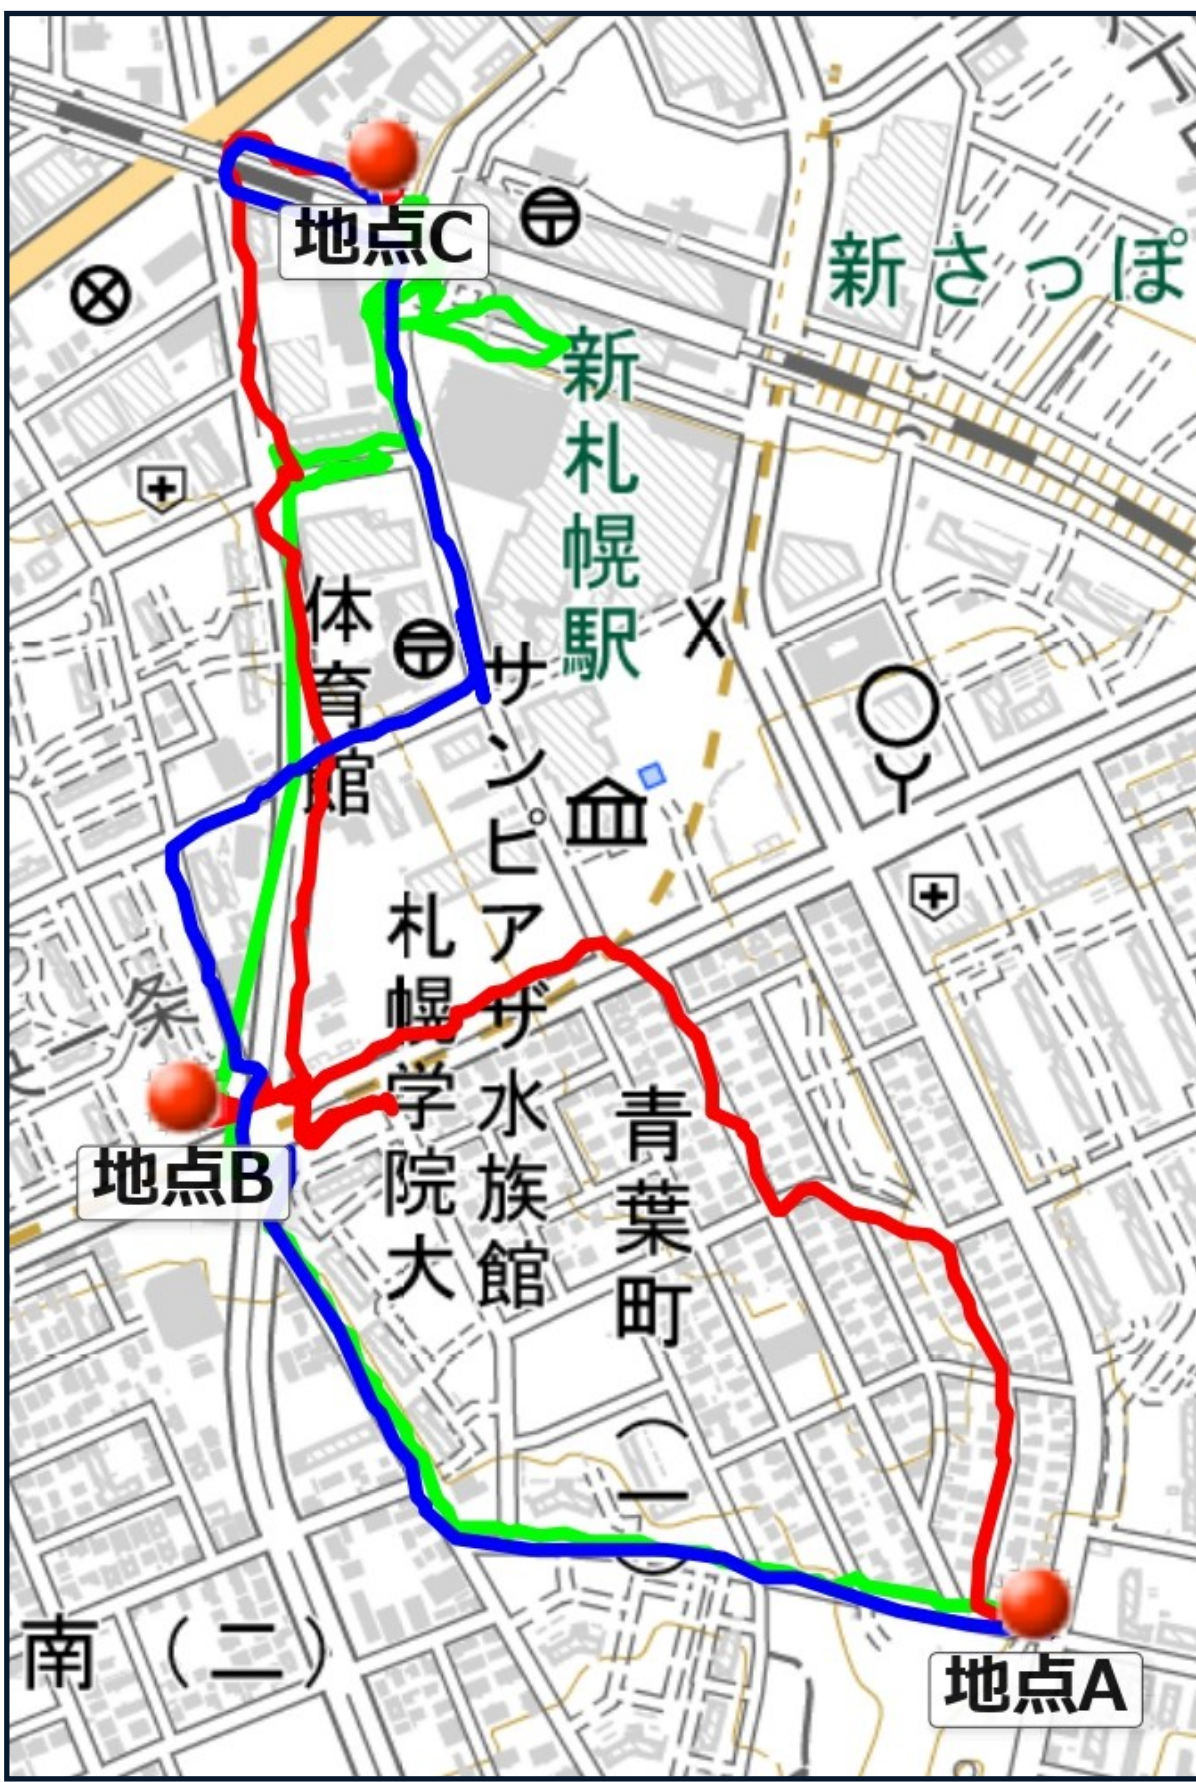 地点C
新さっぽ
新札幌駅
体育館
サンピアザ水族館
札幌学院大
一条
地点B
青葉町
(一)
南(二)
地点A